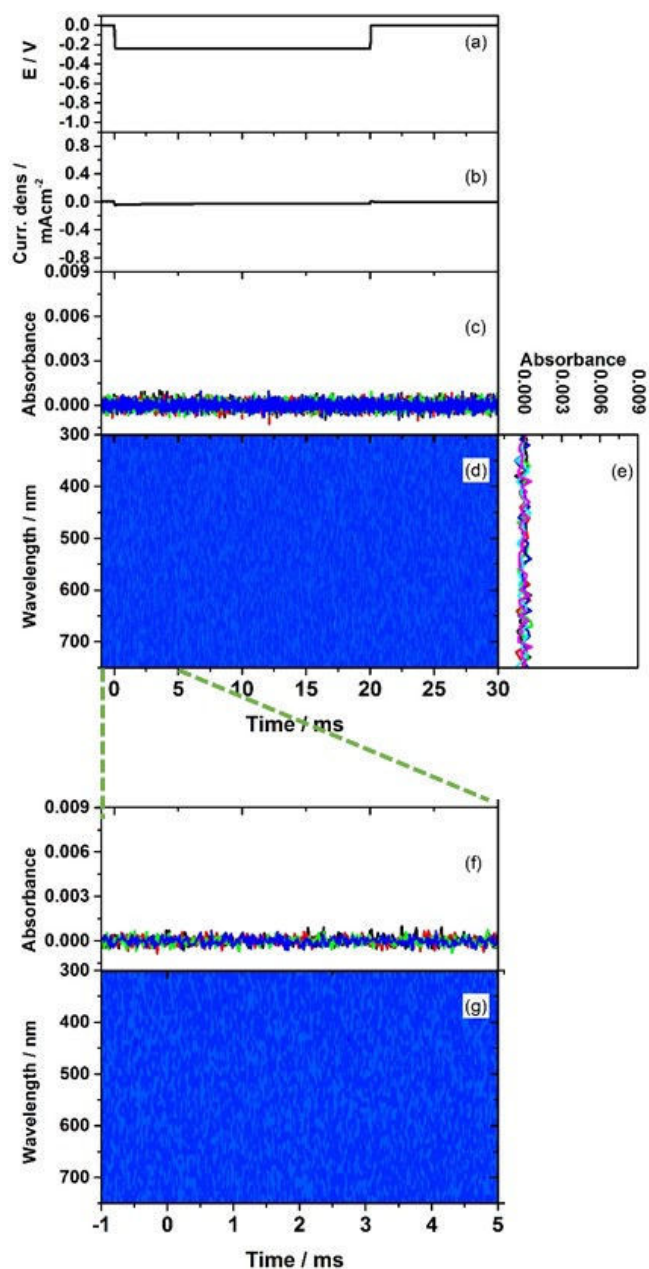 0.0
-0.2
-0.4
-0.6
-0.8
-1.0
E / V
(a)
0.8
0.4
0.0
-0.4
-0.8
Curr. dens /
mAcm-2
(b)
0.009
0.006
0.003
0.000
Absorbance
(c)
Absorbance
0.000
0.003
0.006
0.009
300
400
500
600
700
Wavelength / nm
(d)
(e)
0 5 10 15 20 25 30
Time / ms
0.009
0.006
0.003
0.000
Absorbance
(f)
300
400
500
600
700
Wavelength / nm
(g)
-1 0 1 2 3 4 5
Time / ms